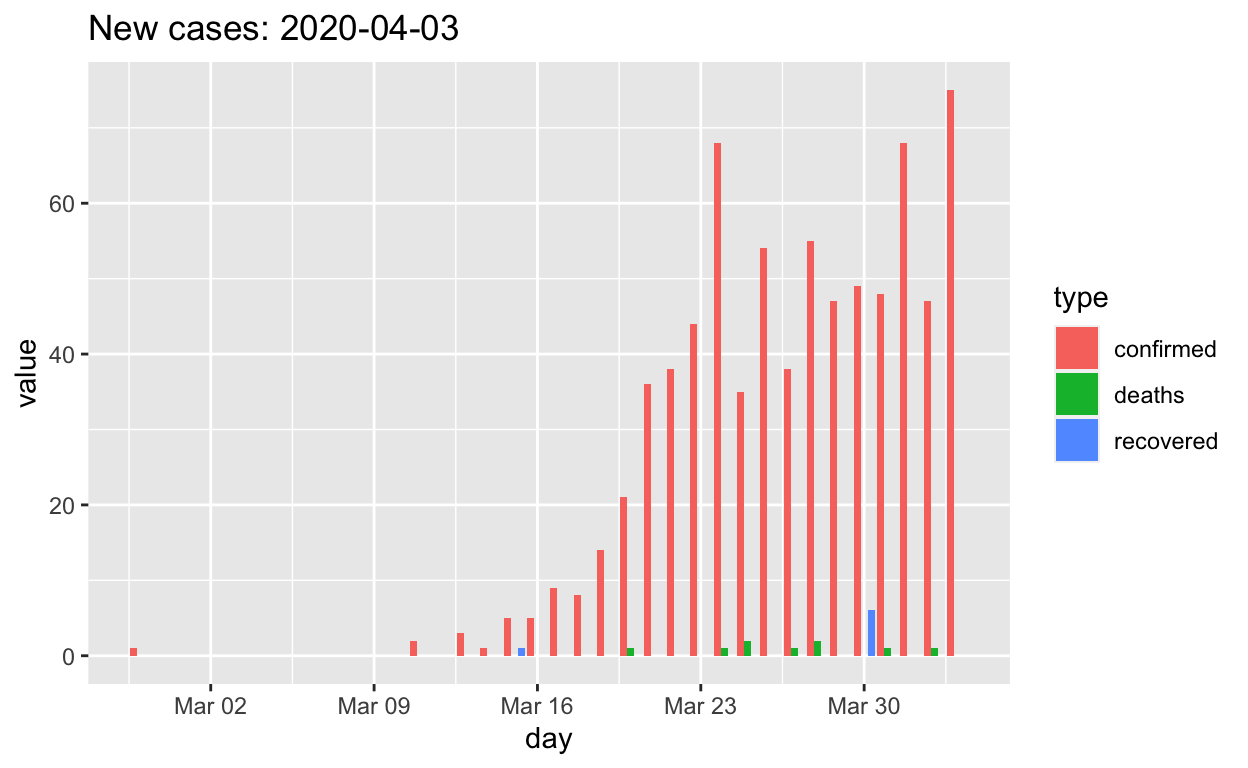 New cases: 2020-04-03
60
40
20
0
value
Mar 02 Mar 09 Mar 16 Mar 23 Mar 30
day
type
confirmed
deaths
recovered